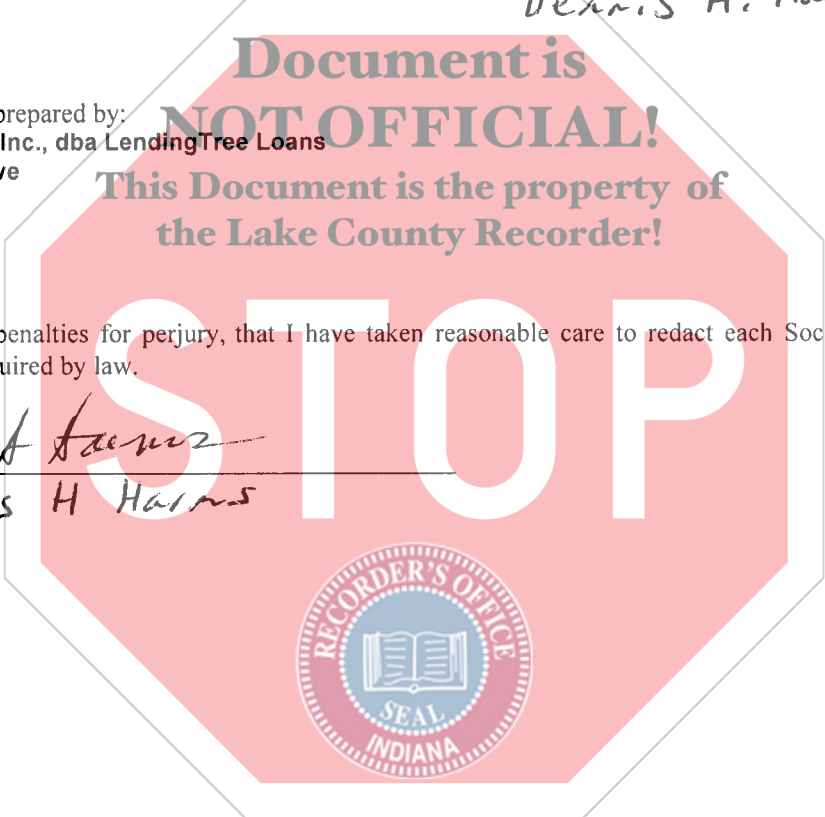 Dennis H.
Document is
NOT OFFICIAL!
prepared by:
Inc., dba LendingTree Loans
ve
This Document is the property of
the Lake County Recorder!
penalties for perjury, that I have taken reasonable care to redact each Soc
uired by law.
STOP
s H Harms
RECORDER'S OFFICE
SEAL
INDIANA